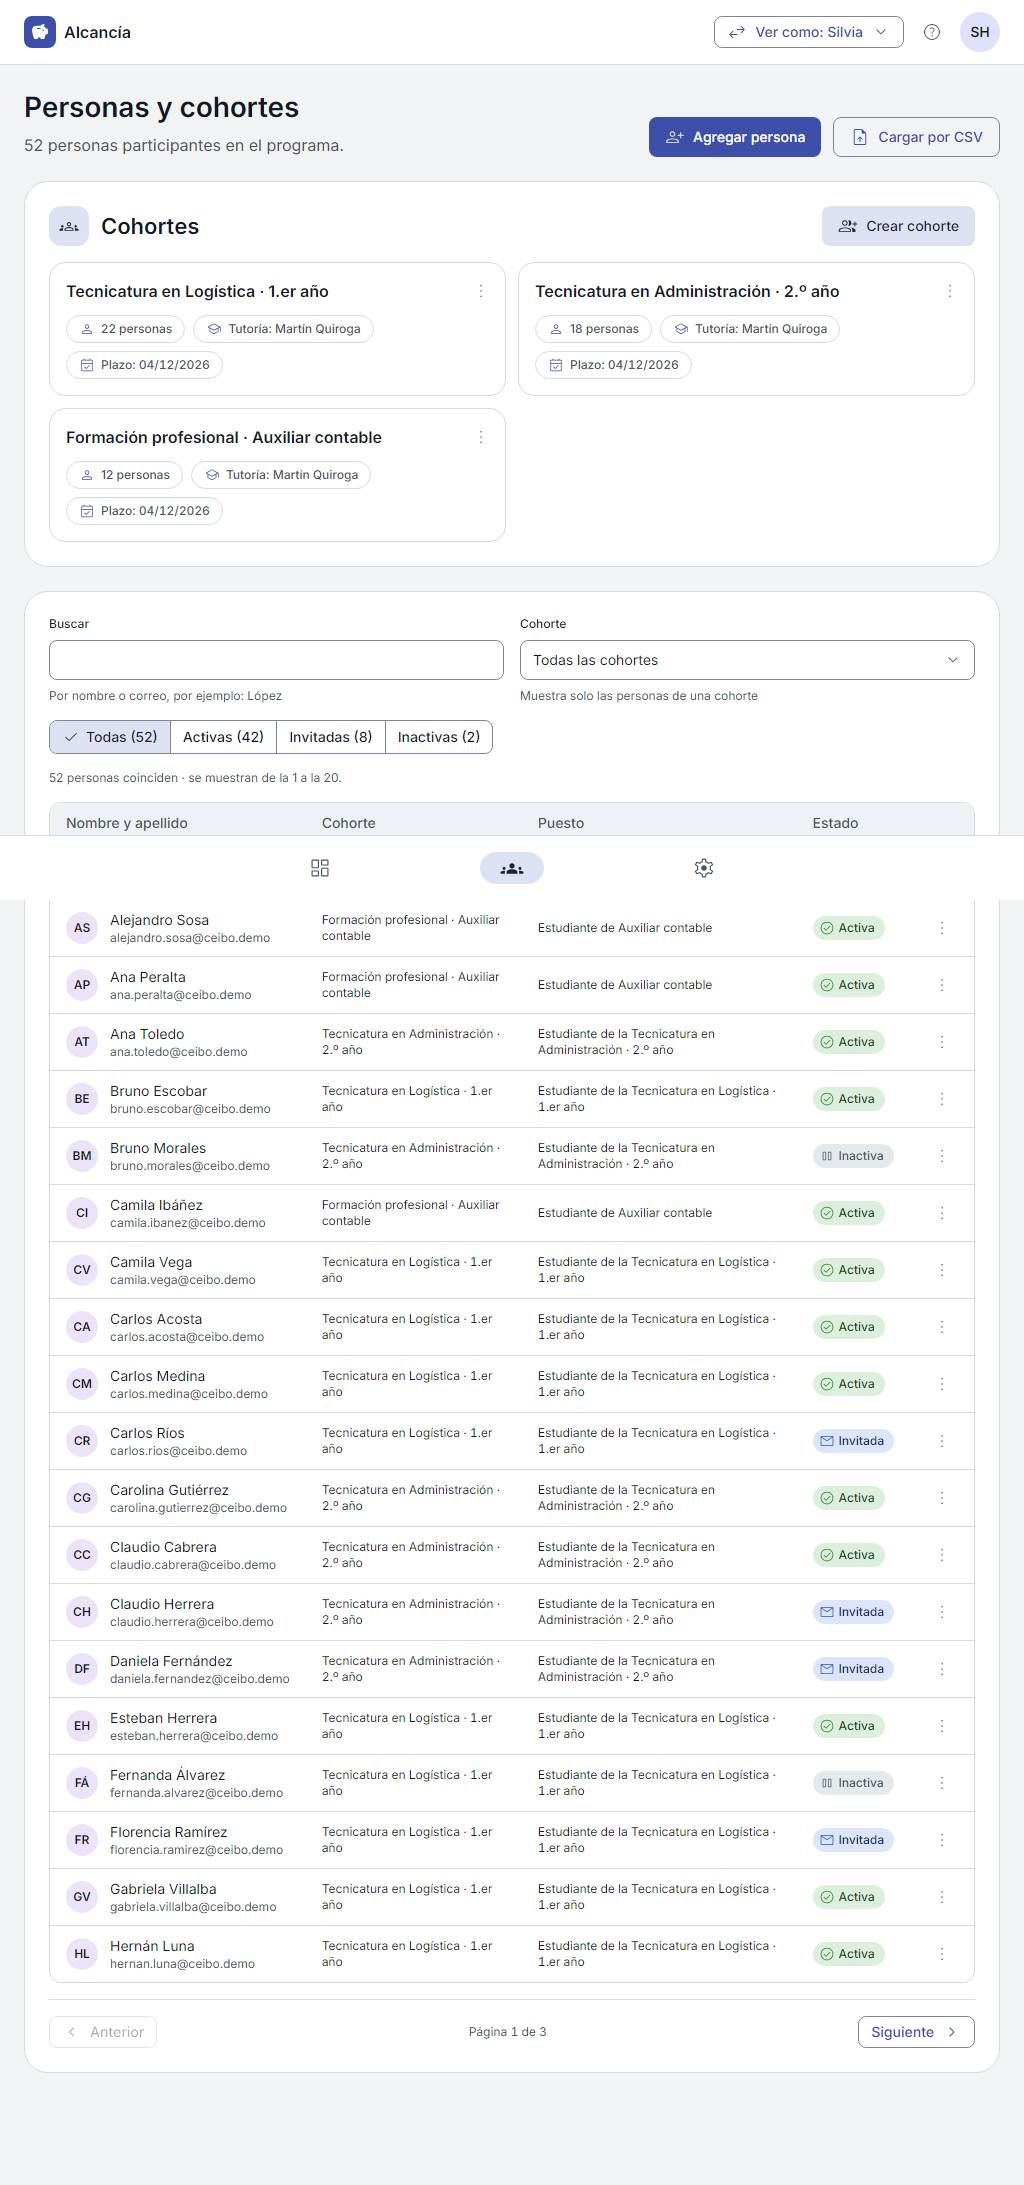 Alcancía
Ver como: Silvia
SH
Personas y cohortes
52 personas participantes en el programa.
Agregar persona
Cargar por CSV
Cohortes
Crear cohorte
Tecnicatura en Logística · 1.er año
22 personas
Tutoría: Martín Quiroga
Plazo: 04/12/2026
Tecnicatura en Administración · 2.º año
18 personas
Tutoría: Martín Quiroga
Plazo: 04/12/2026
Formación profesional · Auxiliar contable
12 personas
Tutoría: Martín Quiroga
Plazo: 04/12/2026
Buscar
Por nombre o correo, por ejemplo: López
Cohorte
Todas las cohortes
Muestra solo las personas de una cohorte
Todas (52)
Activas (42)
Invitadas (8)
Inactivas (2)
52 personas coinciden · se muestran de la 1 a la 20.
Nombre y apellido
Cohorte
Puesto
Estado
AS
Alejandro Sosa
alejandro.sosa@ceibo.demo
Formación profesional · Auxiliar
contable
Estudiante de Auxiliar contable
Activa
AP
Ana Peralta
ana.peralta@ceibo.demo
Formación profesional · Auxiliar
contable
Estudiante de Auxiliar contable
Activa
AT
Ana Toledo
ana.toledo@ceibo.demo
Tecnicatura en Administración ·
2.º año
Estudiante de la Tecnicatura en
Administración · 2.º año
Activa
BE
Bruno Escobar
bruno.escobar@ceibo.demo
Tecnicatura en Logística · 1.er
año
Estudiante de la Tecnicatura en Logística ·
1.er año
Activa
BM
Bruno Morales
bruno.morales@ceibo.demo
Tecnicatura en Administración ·
2.º año
Estudiante de la Tecnicatura en
Administración · 2.º año
Inactiva
CI
Camila Ibáñez
camila.ibanez@ceibo.demo
Formación profesional · Auxiliar
contable
Estudiante de Auxiliar contable
Activa
CV
Camila Vega
camila.vega@ceibo.demo
Tecnicatura en Logística · 1.er
año
Estudiante de la Tecnicatura en Logística ·
1.er año
Activa
CA
Carlos Acosta
carlos.acosta@ceibo.demo
Tecnicatura en Logística · 1.er
año
Estudiante de la Tecnicatura en Logística ·
1.er año
Activa
CM
Carlos Medina
carlos.medina@ceibo.demo
Tecnicatura en Logística · 1.er
año
Estudiante de la Tecnicatura en Logística ·
1.er año
Activa
CR
Carlos Ríos
carlos.rios@ceibo.demo
Tecnicatura en Logística · 1.er
año
Estudiante de la Tecnicatura en Logística ·
1.er año
Invitada
CG
Carolina Gutiérrez
carolina.gutierrez@ceibo.demo
Tecnicatura en Administración ·
2.º año
Estudiante de la Tecnicatura en
Administración · 2.º año
Activa
CC
Claudio Cabrera
claudio.cabrera@ceibo.demo
Tecnicatura en Administración ·
2.º año
Estudiante de la Tecnicatura en
Administración · 2.º año
Activa
CH
Claudio Herrera
claudio.herrera@ceibo.demo
Tecnicatura en Administración ·
2.º año
Estudiante de la Tecnicatura en
Administración · 2.º año
Invitada
DF
Daniela Fernández
daniela.fernandez@ceibo.demo
Tecnicatura en Administración ·
2.º año
Estudiante de la Tecnicatura en
Administración · 2.º año
Invitada
EH
Esteban Herrera
esteban.herrera@ceibo.demo
Tecnicatura en Logística · 1.er
año
Estudiante de la Tecnicatura en Logística ·
1.er año
Activa
FÁ
Fernanda Álvarez
fernanda.alvarez@ceibo.demo
Tecnicatura en Logística · 1.er
año
Estudiante de la Tecnicatura en Logística ·
1.er año
Inactiva
FR
Florencia Ramírez
florencia.ramirez@ceibo.demo
Tecnicatura en Logística · 1.er
año
Estudiante de la Tecnicatura en Logística ·
1.er año
Invitada
GV
Gabriela Villalba
gabriela.villalba@ceibo.demo
Tecnicatura en Logística · 1.er
año
Estudiante de la Tecnicatura en Logística ·
1.er año
Activa
HL
Hernán Luna
hernan.luna@ceibo.demo
Tecnicatura en Logística · 1.er
año
Estudiante de la Tecnicatura en Logística ·
1.er año
Activa
Anterior
Página 1 de 3
Siguiente